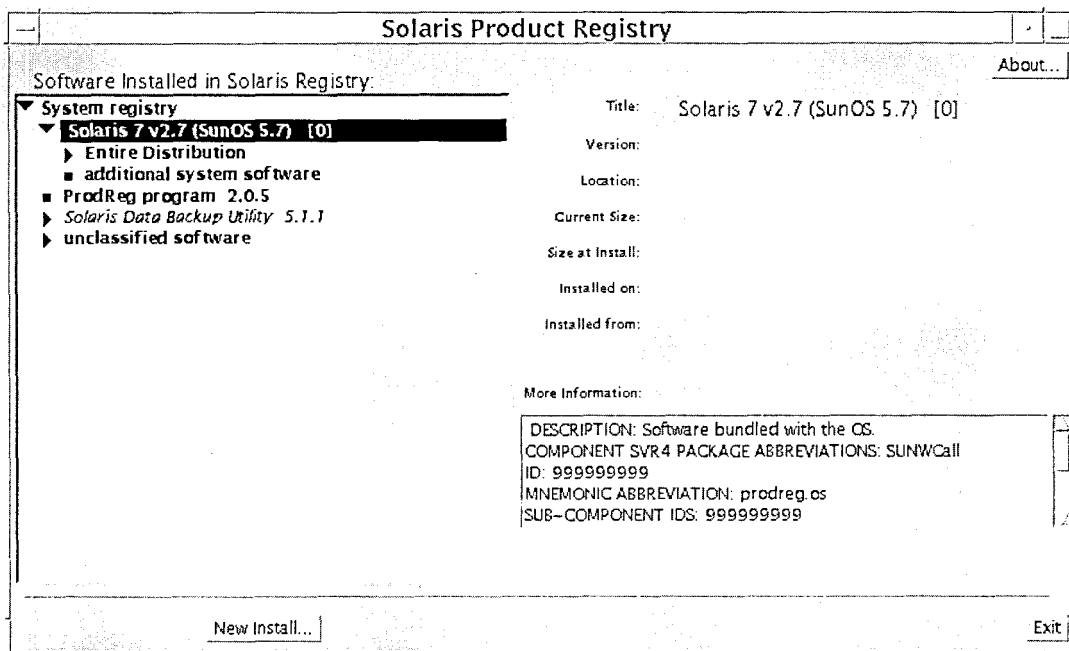 Solaris Product Registry
About...
Software Installed in Solaris Registry:
System registry
Solaris 7 v2.7 (SunOS 5.7) [0]
Entire Distribution
additional system software
ProdReg program 2.0.5
Solaris Data Backup Utility 5.1.1
unclassified software
Title: Solaris 7 v2.7 (SunOS 5.7) [0]
Version:
Location:
Current Size:
Size at Install:
Installed on:
Installed from:
More Information:
DESCRIPTION: Software bundled with the OS.
COMPONENT SVR4 PACKAGE ABBREVIATIONS: SUNWCall
ID: 999999999
MNEMONIC ABBREVIATION: prodreg.os
SUB-COMPONENT IDS: 999999999
New Install...
Exit